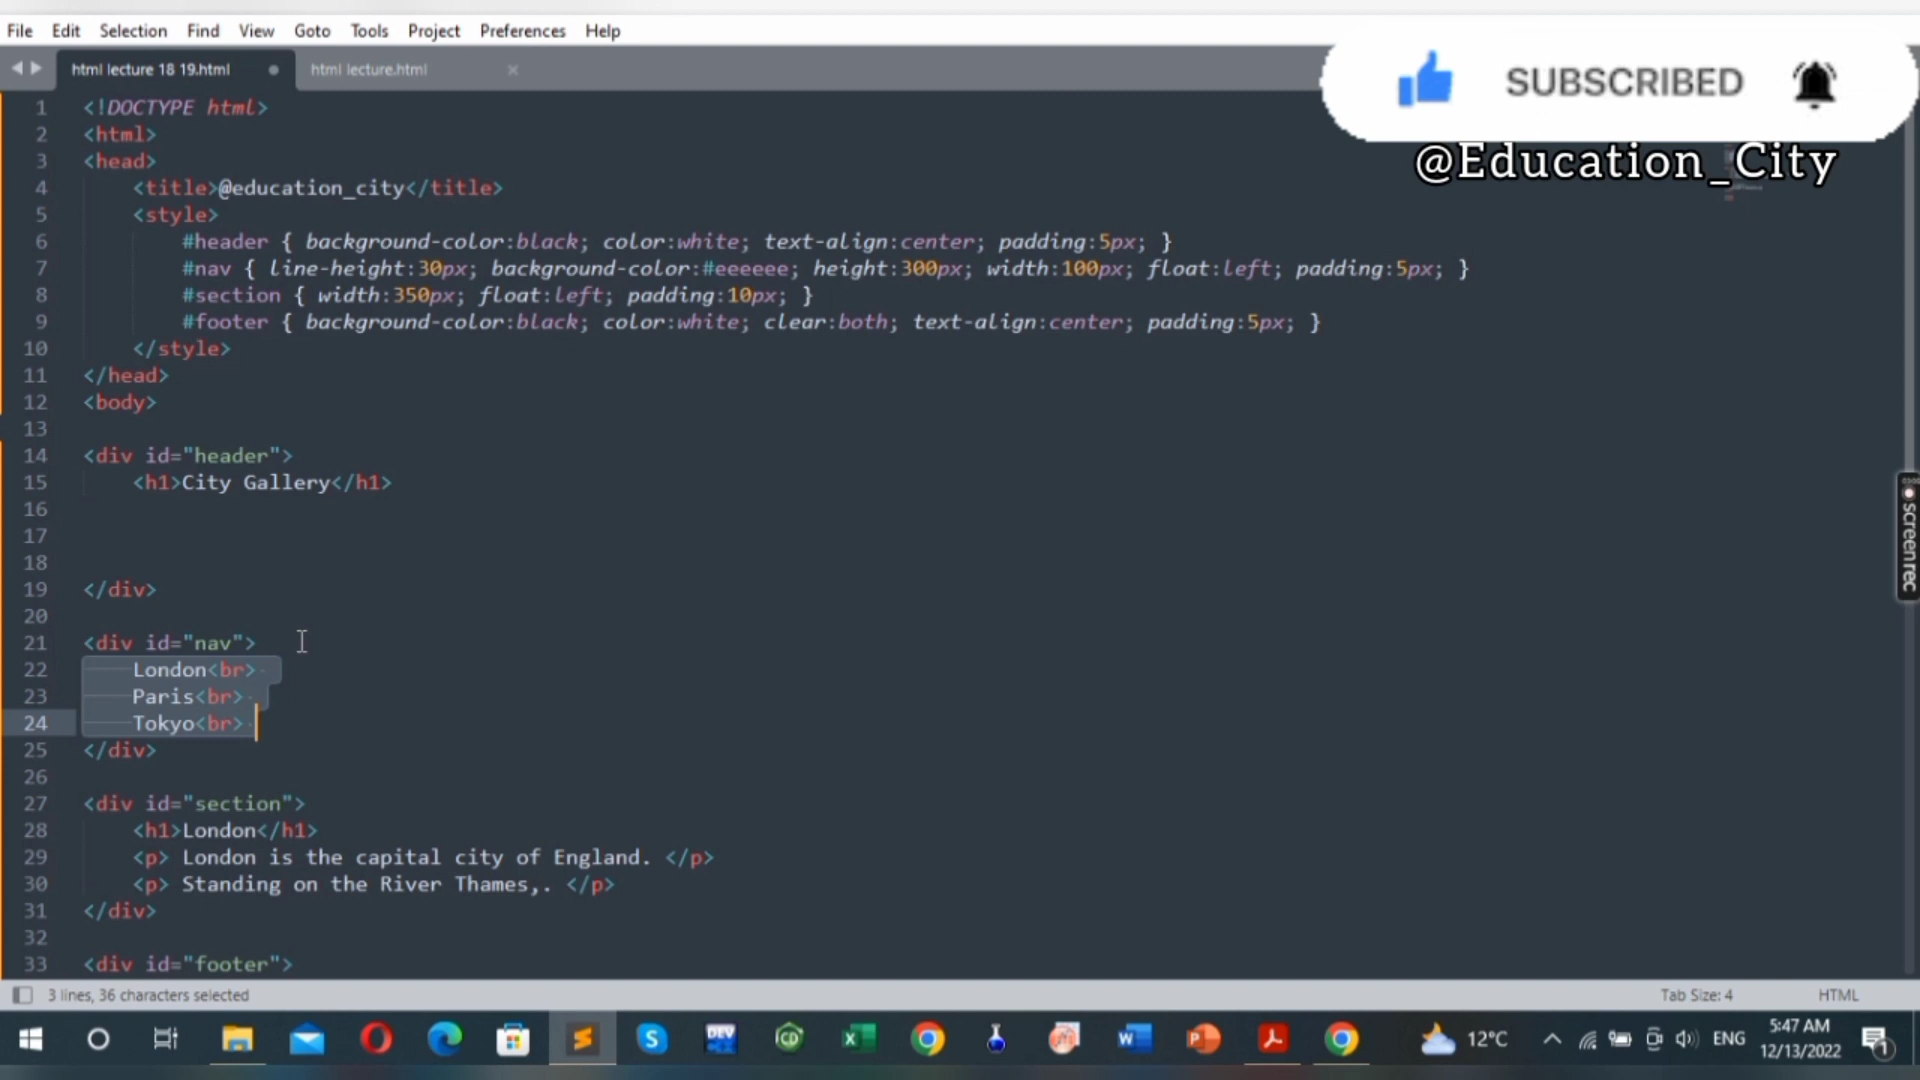 File Edit Selection Find View Goto Tools Project Preferences Help
html lecture 18 19.html
html lecture.html
SUBSCRIBED
@Education_City
1 <!DOCTYPE html>
2 <html>
3 <head>
4 <title>@education_city</title>
5 <style>
6 #header { background-color:black; color:white; text-align:center; padding:5px; }
7 #nav { line-height:30px; background-color:#eeeeee; height:300px; width:100px; float:left; padding:5px; }
8 #section { width:350px; float:left; padding:10px; }
9 #footer { background-color:black; color:white; clear:both; text-align:center; padding:5px; }
10 </style>
11 </head>
12 <body>
13
14 <div id="header">
15 <h1>City Gallery</h1>
16
17
18
19 </div>
20
21 <div id="nav">
22 London<br>
23 Paris<br>
24 Tokyo<br>
25 </div>
26
27 <div id="section">
28 <h1>London</h1>
29 <p> London is the capital city of England. </p>
30 <p> Standing on the River Thames,. </p>
31 </div>
32
33 <div id="footer">
screenrec
3 lines, 36 characters selected
Tab Size: 4
HTML
DEV
CD
12°C
ENG
5:47 AM
12/13/2022
1